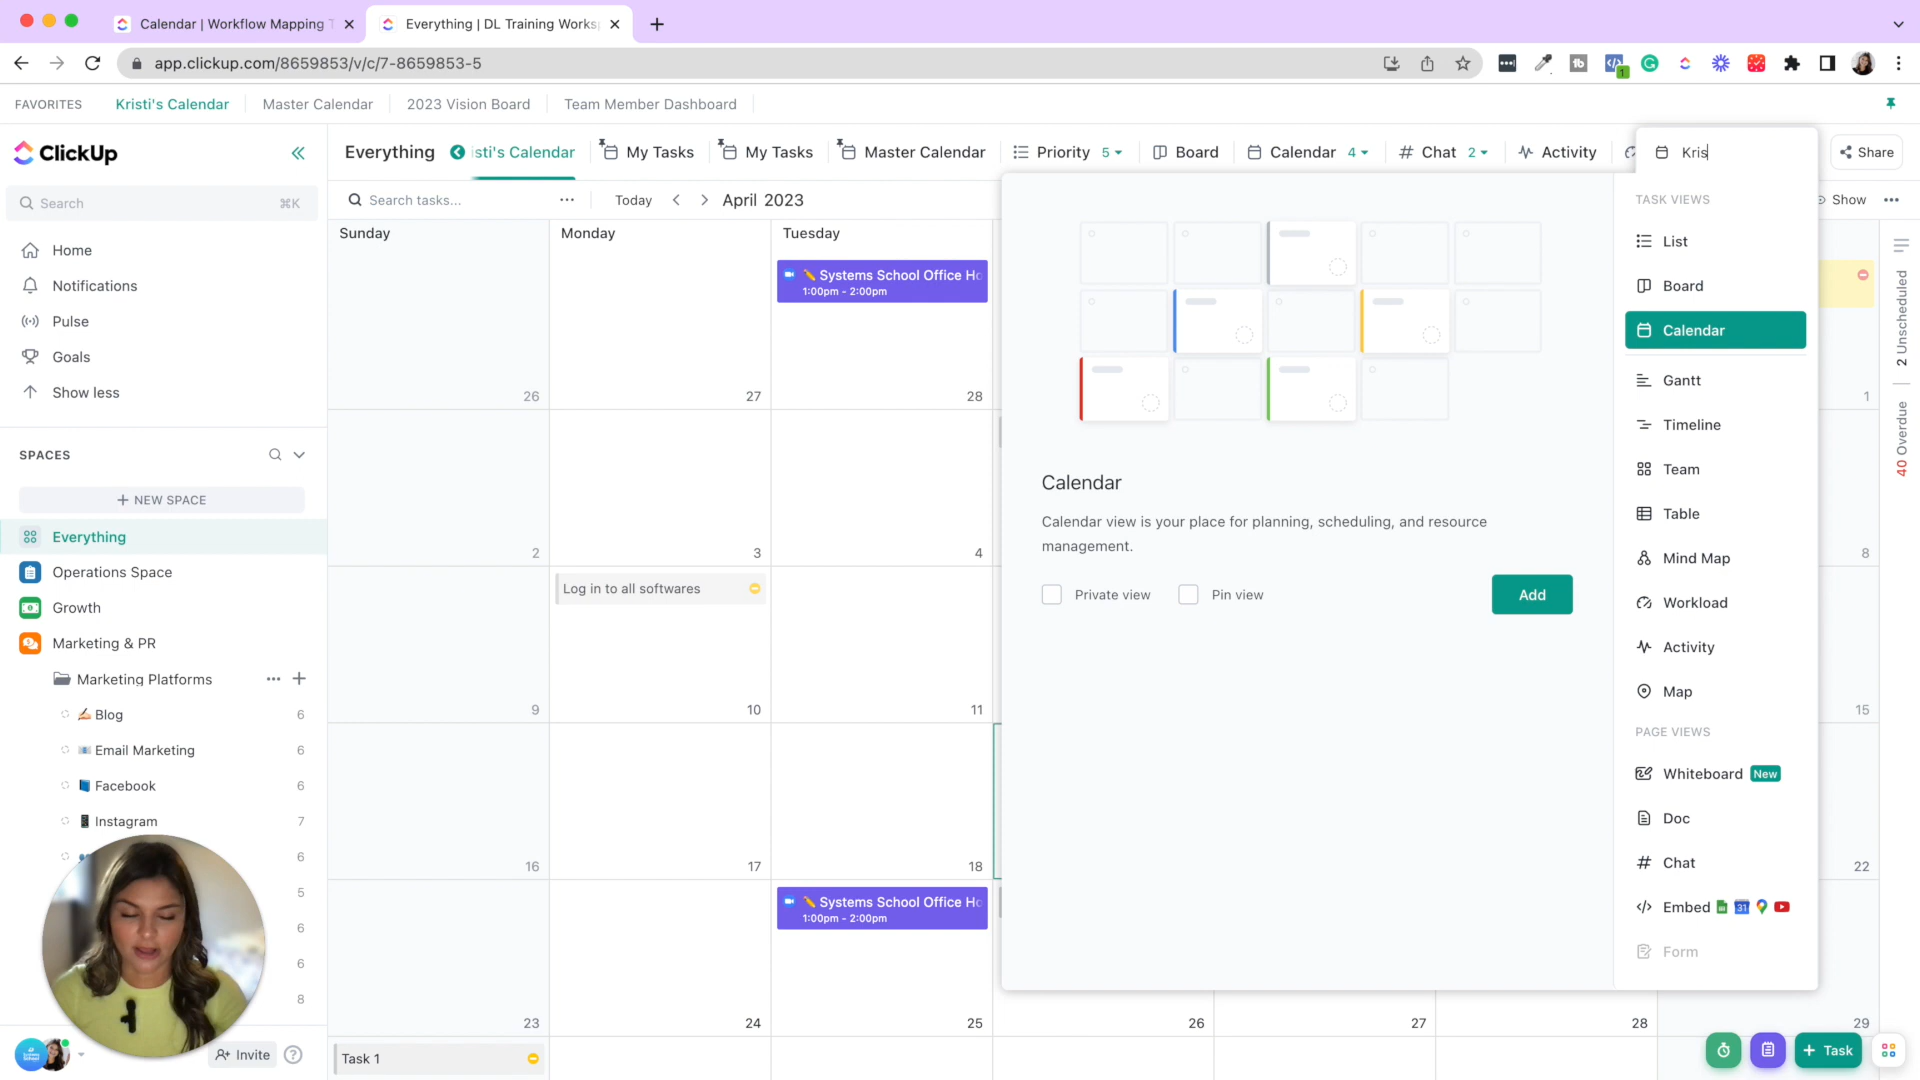 Calendar | Workflow Mapping T
Everything | DL Training Works
app.clickup.com/8659853/v/c/7-8659853-5
FAVORITES
Kristi's Calendar
Master Calendar
2023 Vision Board
Team Member Dashboard
ClickUp
Everything
sti's Calendar
My Tasks
My Tasks
Master Calendar
Priority 5
Board
Calendar 4
Chat 2
Activity
Kris
Share
Search ⌘K
Search tasks...
Today
April 2023
Show
Home
Notifications
Pulse
Goals
Show less
SPACES
+ NEW SPACE
Everything
Operations Space
Growth
Marketing & PR
Marketing Platforms
Blog 6
Email Marketing 6
Facebook 6
Instagram 7
6
5
6
6
8
Invite
?
Sunday
Monday
Tuesday
Systems School Office Ho
1:00pm - 2:00pm
26
27
28
1
2
3
4
8
Log in to all softwares
9
10
11
15
16
17
18
22
Systems School Office Ho
1:00pm - 2:00pm
23
24
25
26
27
28
29
Task 1
Calendar
Calendar view is your place for planning, scheduling, and resource
management.
Private view
Pin view
Add
TASK VIEWS
List
Board
Calendar
Gantt
Timeline
Team
Table
Mind Map
Workload
Activity
Map
PAGE VIEWS
Whiteboard New
Doc
Chat
Embed 31
Form
2 Unscheduled
40 Overdue
+ Task